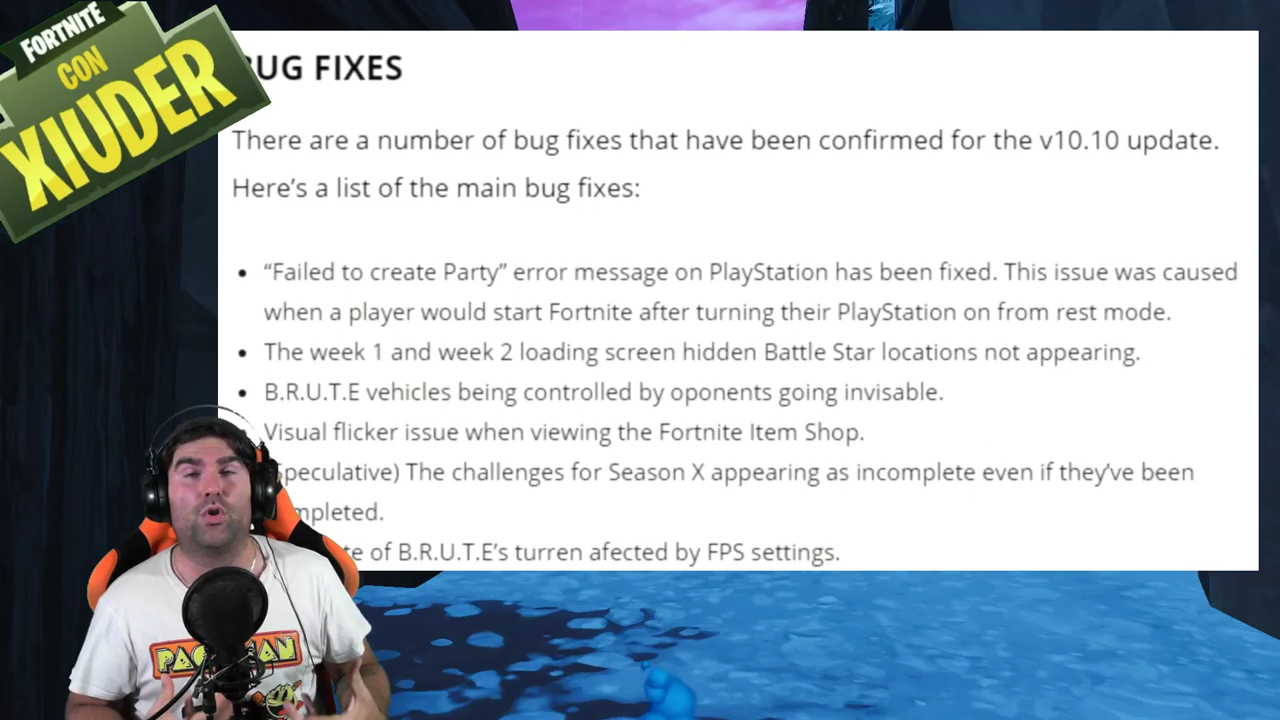 FORTNITE
CON
XIUDER
UG FIXES
There are a number of bug fixes that have been confirmed for the v10.10 update.
Here’s a list of the main bug fixes:
“Failed to create Party” error message on PlayStation has been fixed. This issue was caused
when a player would start Fortnite after turning their PlayStation on from rest mode.
The week 1 and week 2 loading screen hidden Battle Star locations not appearing.
B.R.U.T.E vehicles being controlled by oponents going invisable.
Visual flicker issue when viewing the Fortnite Item Shop.
Speculative) The challenges for Season X appearing as incomplete even if they’ve been
mpleted.
te of B.R.U.T.E’s turren afected by FPS settings.